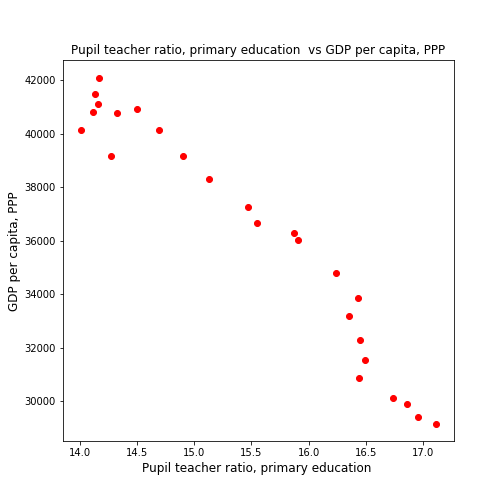 Pupil teacher ratio, primary education  vs GDP per capita, PPP
42000
40000
38000
36000
34000
32000
30000
GDP per capita, PPP
14.0 14.5 15.0 15.5 16.0 16.5 17.0
Pupil teacher ratio, primary education